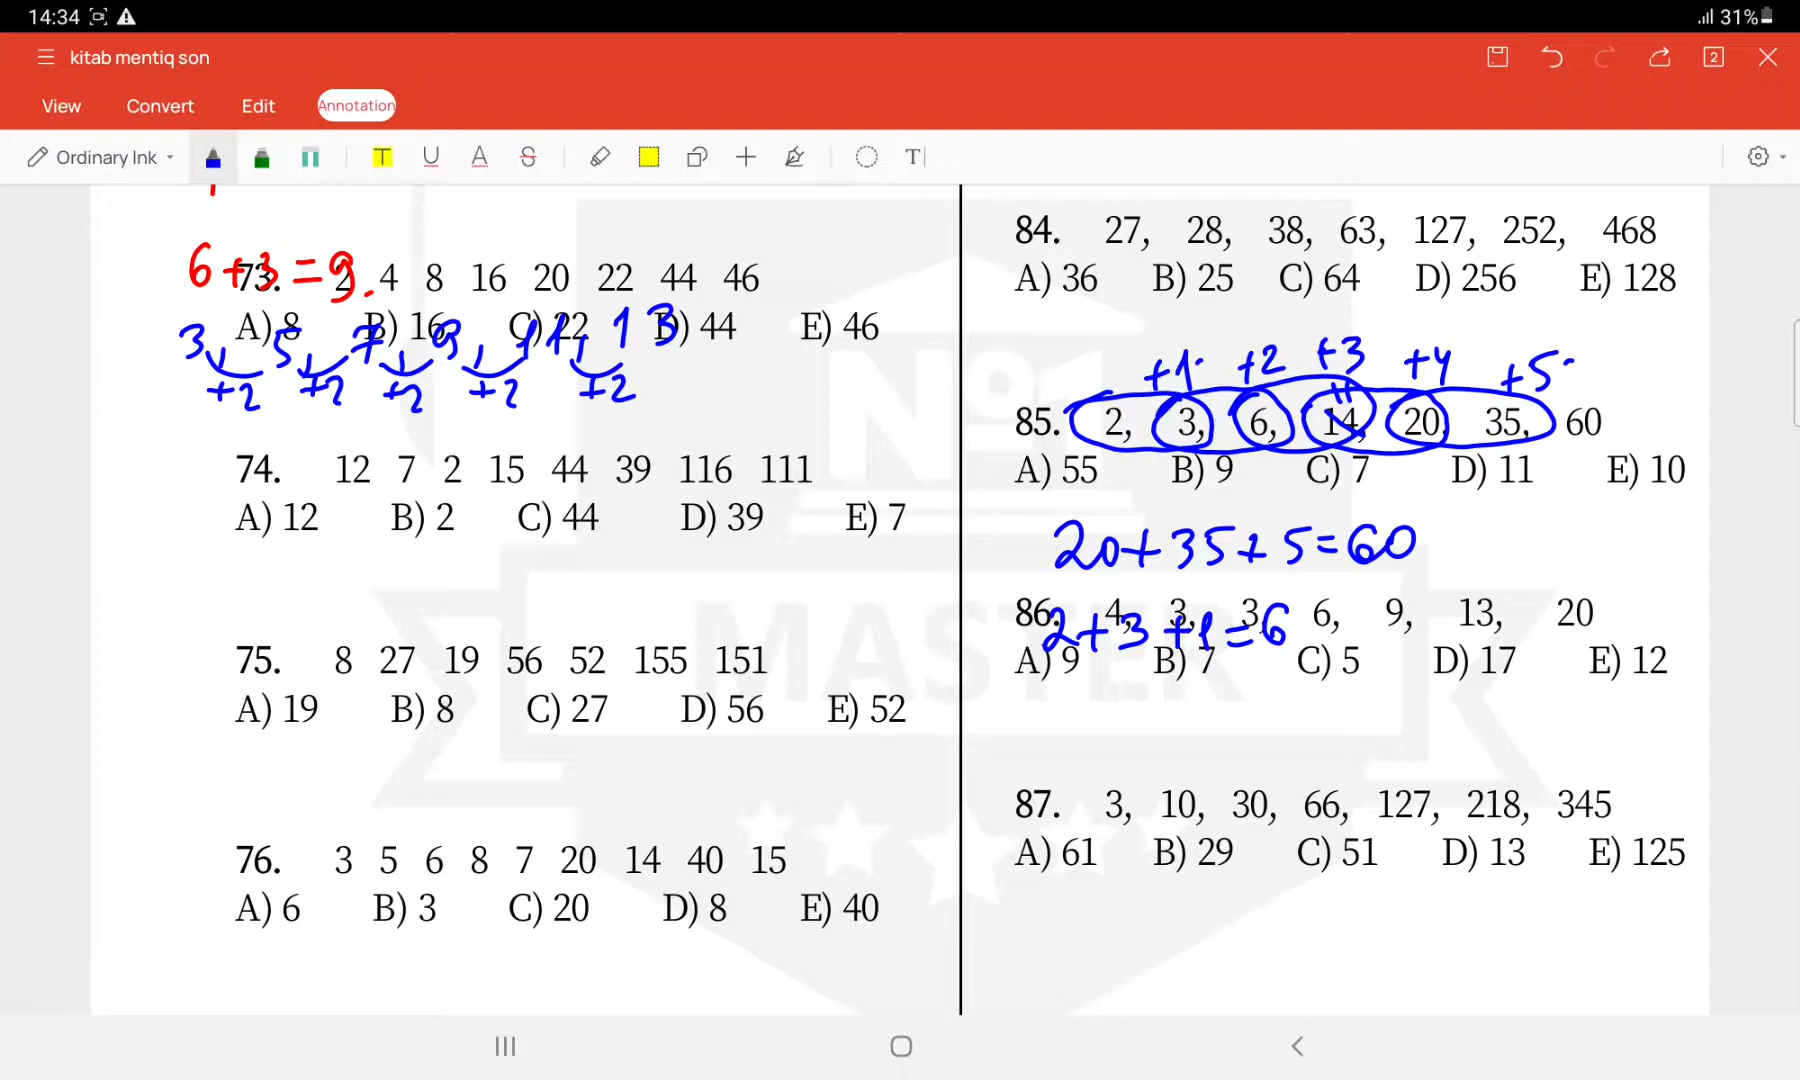 14:34
31%
kitab mentiq son
2
View Convert Edit Annotation
Ordinary Ink T U A S T
6+3=9.
73. 2 4 8 16 20 22 44 46
A) 8 B) 16 C) 22 D) 44 E) 46
3 5 7 9 11 13
+2 +2 +2 +2 +2
74. 12 7 2 15 44 39 116 111
A) 12 B) 2 C) 44 D) 39 E) 7
75. 8 27 19 56 52 155 151
A) 19 B) 8 C) 27 D) 56 E) 52
76. 3 5 6 8 7 20 14 40 15
A) 6 B) 3 C) 20 D) 8 E) 40
84. 27, 28, 38, 63, 127, 252, 468
A) 36 B) 25 C) 64 D) 256 E) 128
+1 +2 +3 +4 +5
11
85. 2, 3, 6, 14, 20, 35, 60
A) 55 B) 9 C) 7 D) 11 E) 10
20+35+5=60
86. 4, 3, 3, 6, 9, 13, 20
2+3+1=6
A) 9 B) 7 C) 5 D) 17 E) 12
87. 3, 10, 30, 66, 127, 218, 345
A) 61 B) 29 C) 51 D) 13 E) 125
Nº1
MASTER